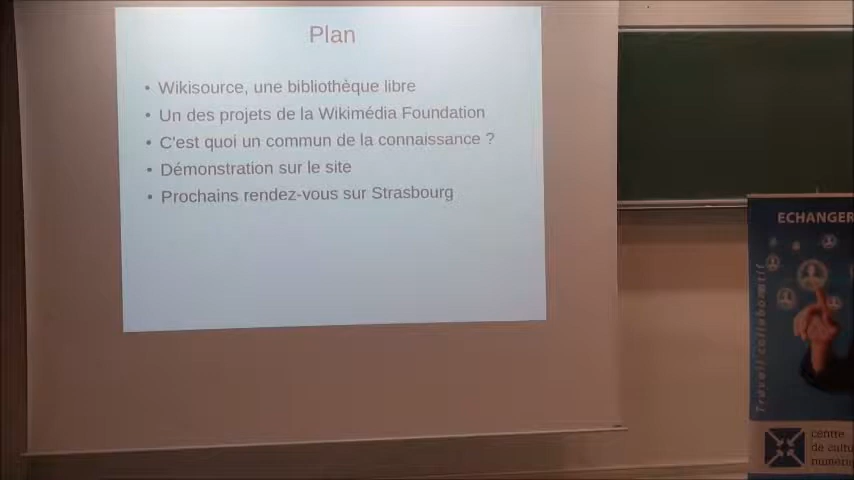 Plan
• Wikisource, une bibliothèque libre
• Un des projets de la Wikimédia Foundation
• C'est quoi un commun de la connaissance ?
• Démonstration sur le site
• Prochains rendez-vous sur Strasbourg
ECHANGER
Travail collaboratif
centre
de cultu
numéri